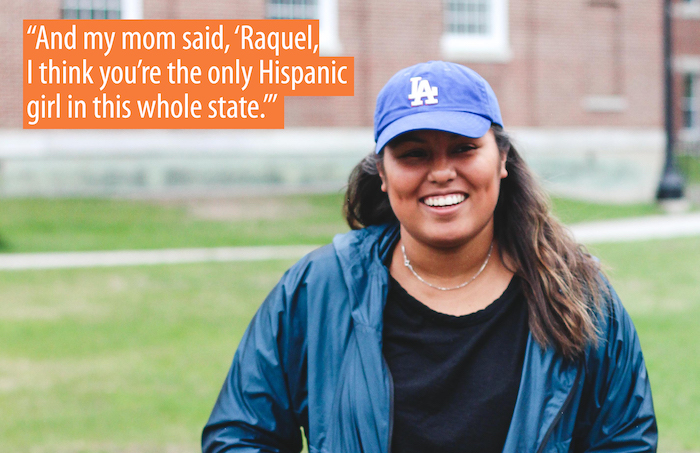 “And my mom said, ‘Raquel,
I think you’re the only Hispanic
girl in this whole state.’”
LA